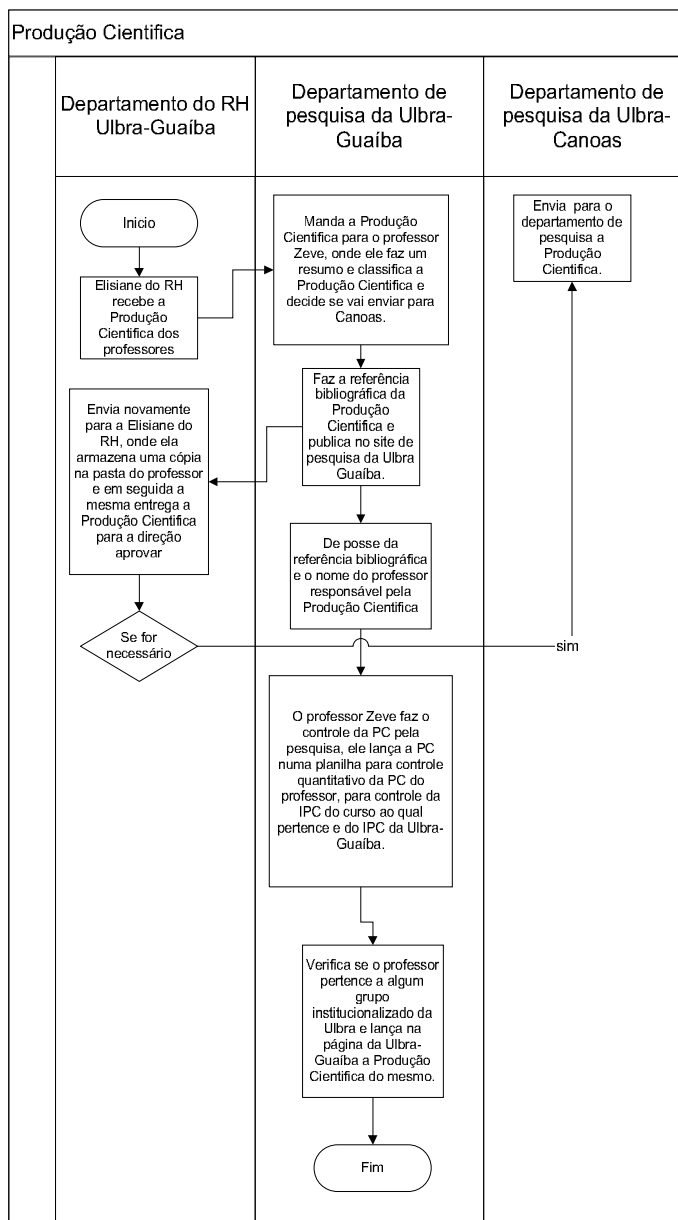 Produção Cientifica
Departamento do RH
Ulbra-Guaíba
Departamento de
pesquisa da Ulbra-
Guaíba
Departamento de
pesquisa da Ulbra-
Canoas
Inicio
Elisiane do RH
recebe a
Produção
Cientifica dos
professores
Manda a Produção
Cientifica para o professor
Zeve, onde ele faz um
resumo e classifica a
Produção Cientifica e
decide se vai enviar para
Canoas.
Envia para o
departamento de
pesquisa a
Produção
Cientifica.
Faz a referência
bibliográfica da
Produção
Cientifica e
publica no site de
pesquisa da Ulbra
Guaíba.
Envia novamente
para a Elisiane do
RH, onde ela
armazena uma cópia
na pasta do professor
e em seguida a
mesma entrega a
Produção Cientifica
para a direção
aprovar
De posse da
referência bibliográfica
e o nome do professor
responsável pela
Produção Cientifica
Se for
necessário
sim
O professor Zeve faz o
controle da PC pela
pesquisa, ele lança a PC
numa planilha para controle
quantitativo da PC do
professor, para controle da
IPC do curso ao qual
pertence e do IPC da Ulbra-
Guaíba.
Verifica se o professor
pertence a algum
grupo
institucionalizado da
Ulbra e lança na
página da Ulbra-
Guaíba a Produção
Cientifica do mesmo.
Fim